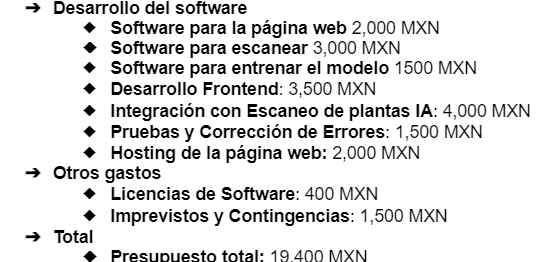 ➔ Desarrollo del software
◆ Software para la página web 2,000 MXN
◆ Software para escanear 3,000 MXN
◆ Software para entrenar el modelo 1500 MXN
◆ Desarrollo Frontend: 3,500 MXN
◆ Integración con Escaneo de plantas IA: 4,000 MXN
◆ Pruebas y Corrección de Errores: 1,500 MXN
◆ Hosting de la página web: 2,000 MXN
➔ Otros gastos
◆ Licencias de Software: 400 MXN
◆ Imprevistos y Contingencias: 1,500 MXN
➔ Total
◆ Presupuesto total: 19,400 MXN